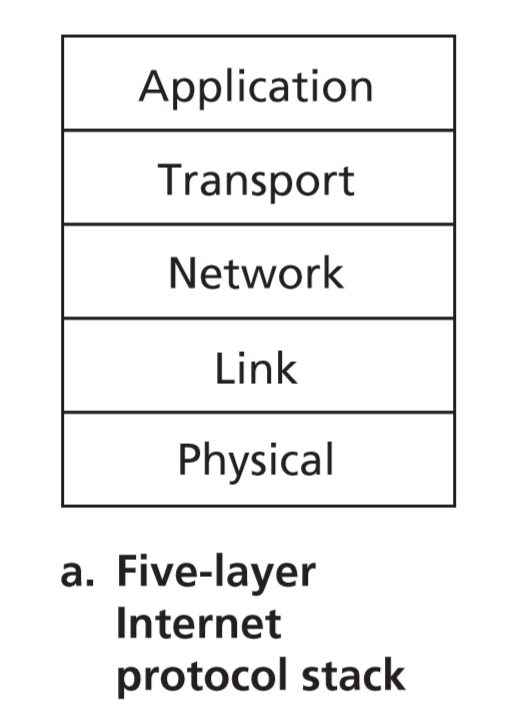 Application
Transport
Network
Link
Physical
a. Five-layer
Internet
protocol stack